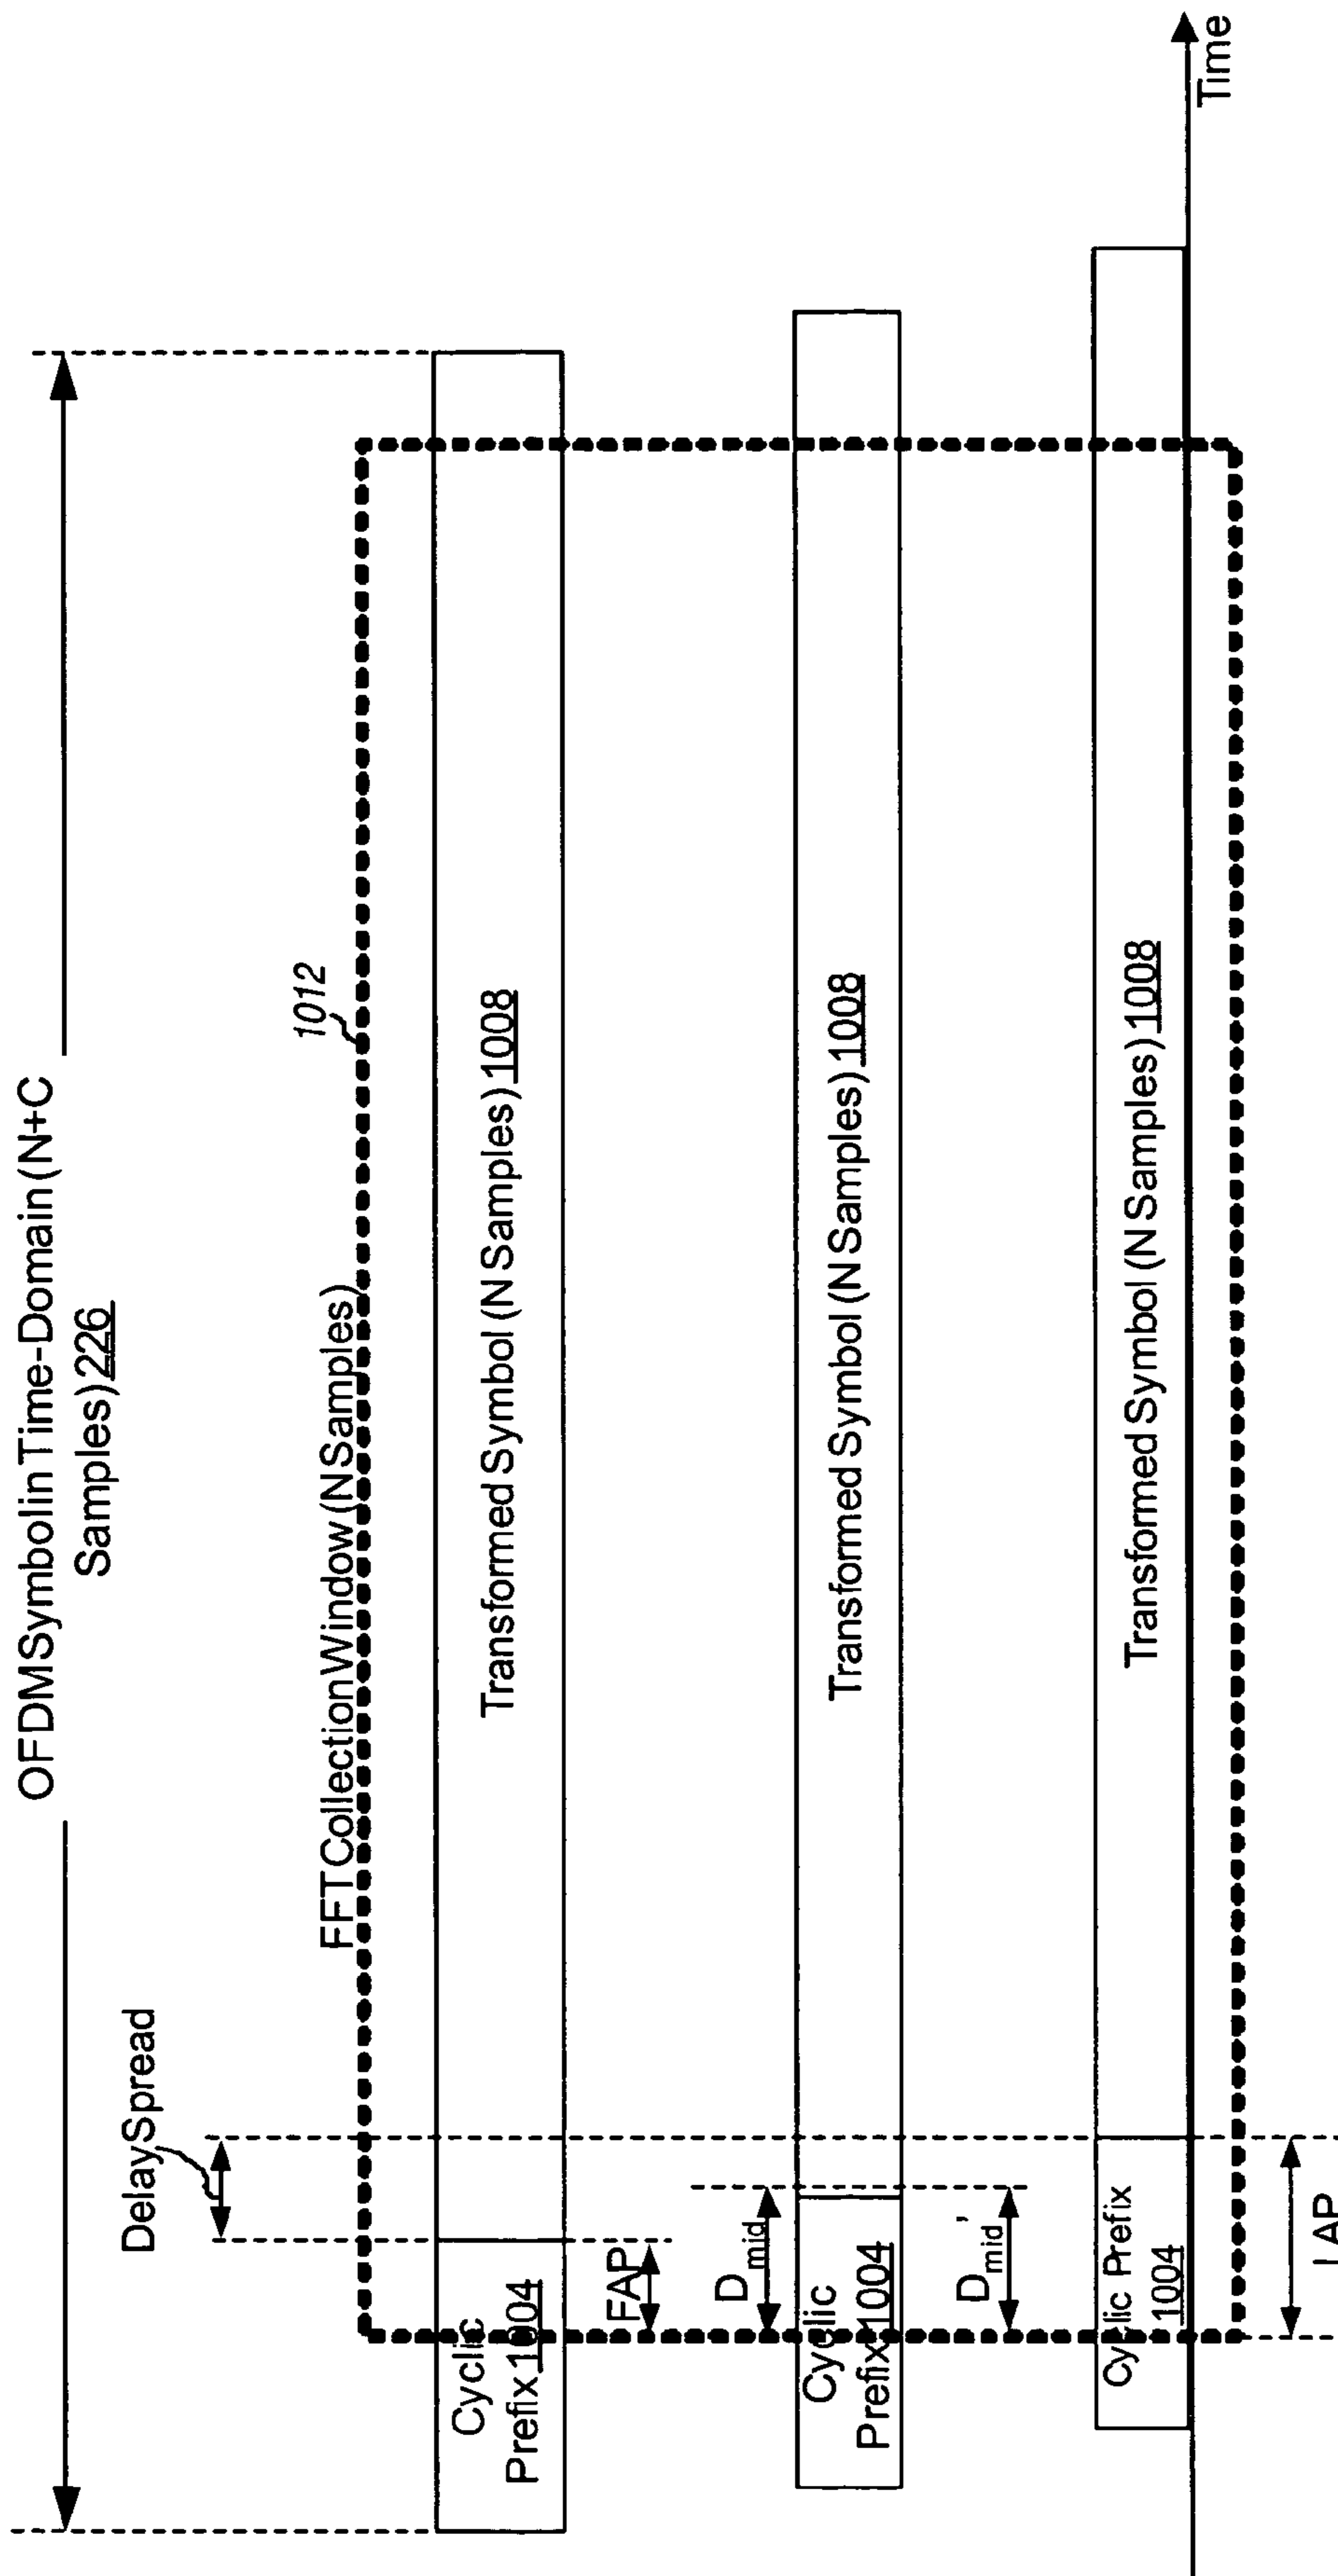 OFDM Symbol in Time-Domain (N+C
Samples) 226
Delay Spread
FFT Collection Window (N Samples)
1012
Cyclic
Prefix 1004
Transformed Symbol (N Samples) 1008
FAP
D_mid
Cyclic
Prefix 1004
Transformed Symbol (N Samples) 1008
D_mid'
Cyclic Prefix
1004
Transformed Symbol (N Samples) 1008
Time
LAP